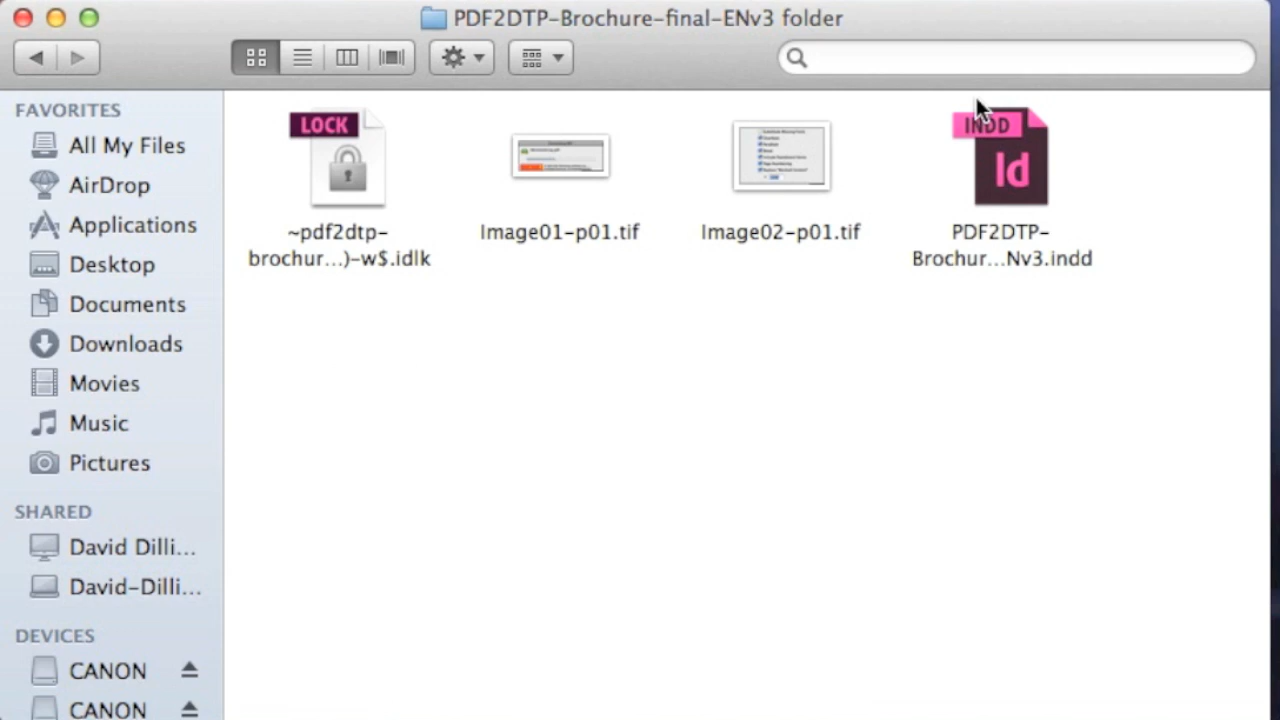 PDF2DTP-Brochure-final-ENv3 folder
FAVORITES
All My Files
AirDrop
Applications
Desktop
Documents
Downloads
Movies
Music
Pictures
SHARED
David Dilli...
David-Dilli...
DEVICES
CANON
CANON
LOCK
~pdf2dtp-
brochur...)-w$.idlk
Image01-p01.tif
Image02-p01.tif
INDD
Id
PDF2DTP-
Brochur...Nv3.indd